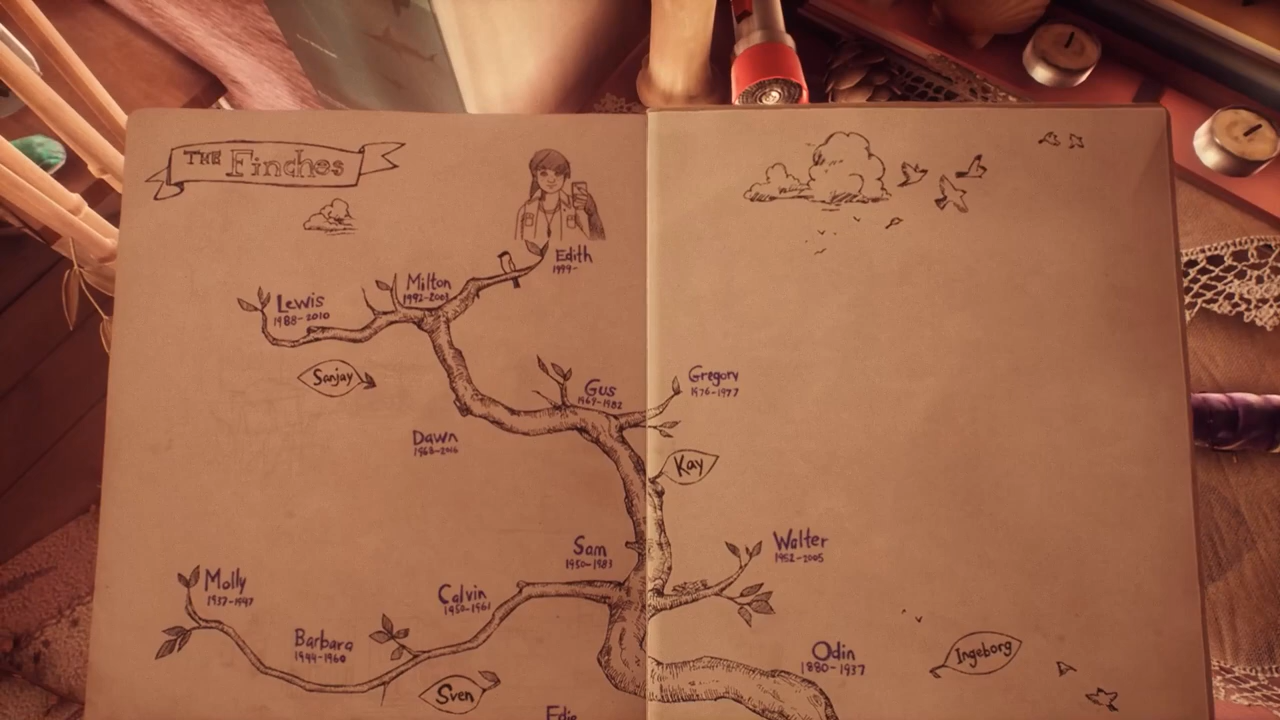 THE Finches
Edith
1999-
Milton
1992-2003
Lewis
1988-2010
Sanjay
Gregory
1976-1977
Gus
1969-1982
Dawn
1968-2016
Kay
Sam
1950-1983
Walter
1952-2005
Molly
1937-1947
Calvin
1950-1961
Barbara
1944-1960
Odin
1880-1937
Ingeborg
Sven
Edie